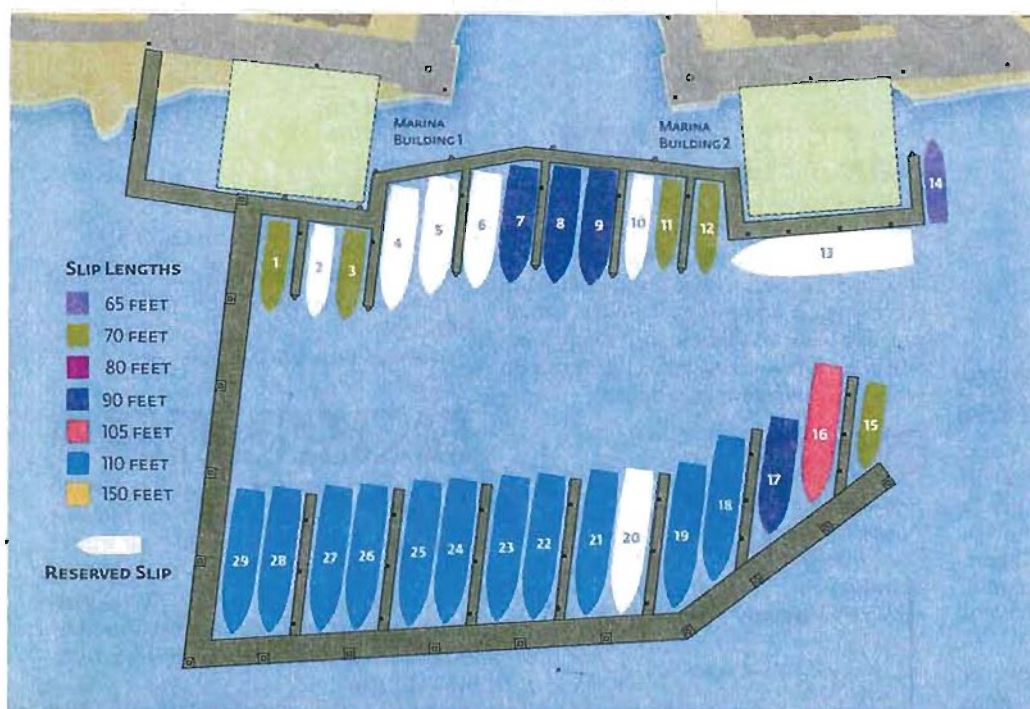 MARINA
BUILDING 1
MARINA
BUILDING 2
14
1
2
3
4
5
6
7
8
9
10
11
12
13
SLIP LENGTHS
65 FEET
70 FEET
80 FEET
90 FEET
105 FEET
110 FEET
150 FEET
RESERVED SLIP
15
16
17
18
19
20
21
22
23
24
25
26
27
28
29